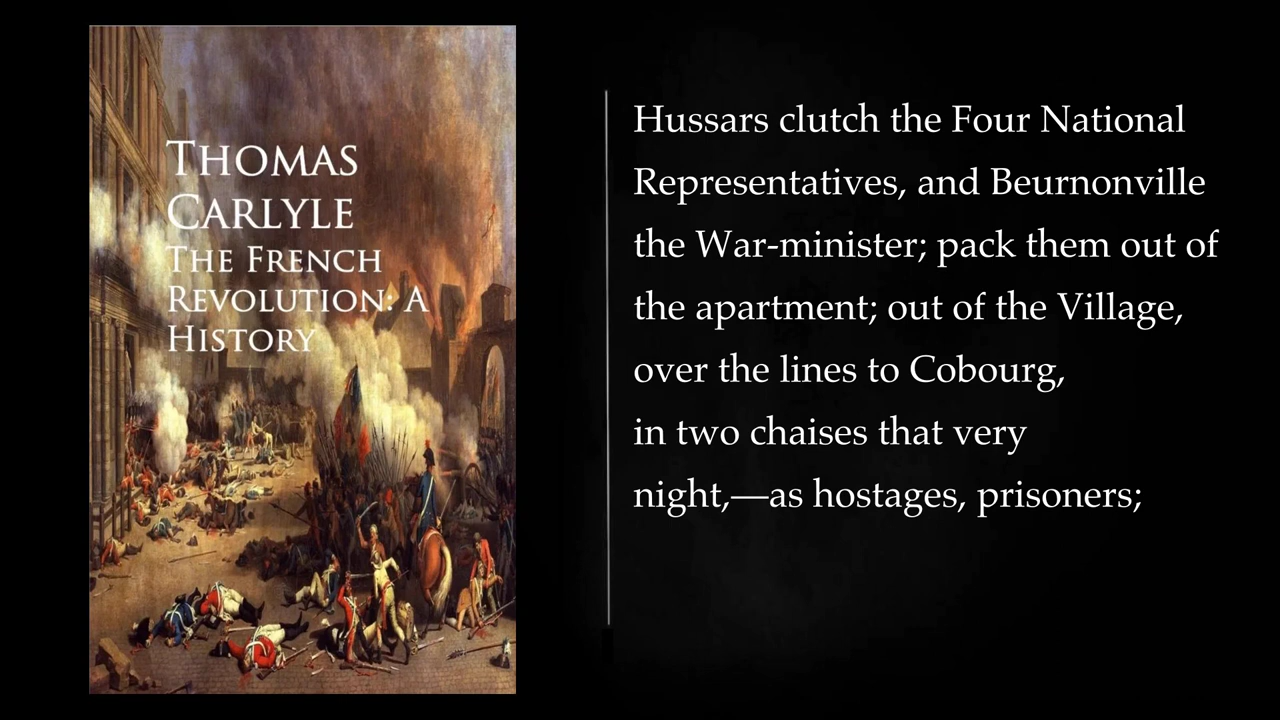 THOMAS
CARLYLE
THE FRENCH
REVOLUTION: A
HISTORY
Hussars clutch the Four National
Representatives, and Beurnonville
the War-minister; pack them out of
the apartment; out of the Village,
over the lines to Cobourg,
in two chaises that very
night,—as hostages, prisoners;